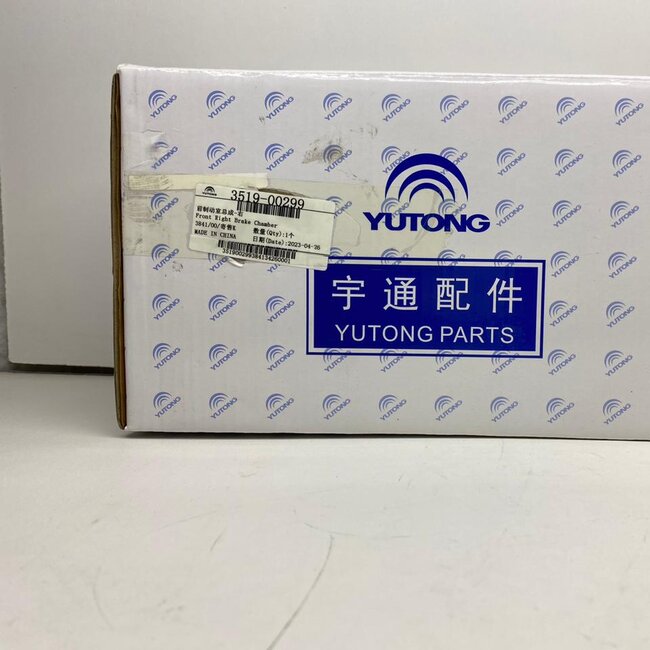 3519-00299
前制动室总成-右
Front Right Brake Chamber
数量(Qty):1个
MADE IN CHINA 日期(Date):2023-04-26
YUTONG
宇通配件
YUTONG PARTS